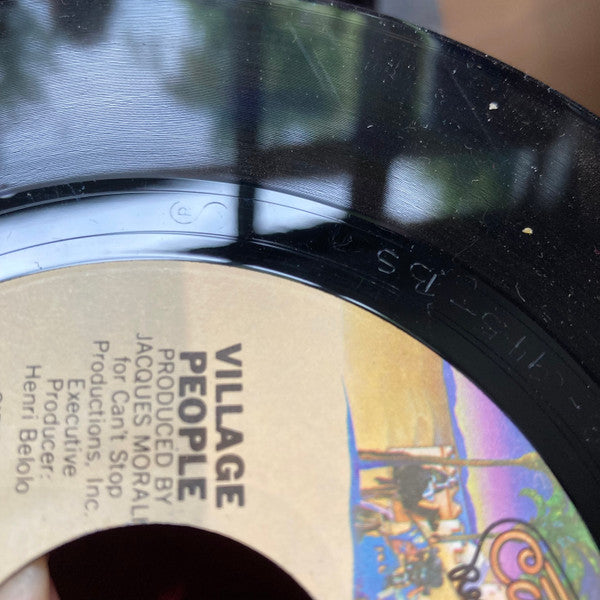 VILLAGE
PEOPLE
PRODUCED BY
JACQUES MORALI
for Can't Stop
Productions, Inc.
Executive
Producer:
Henri Belolo